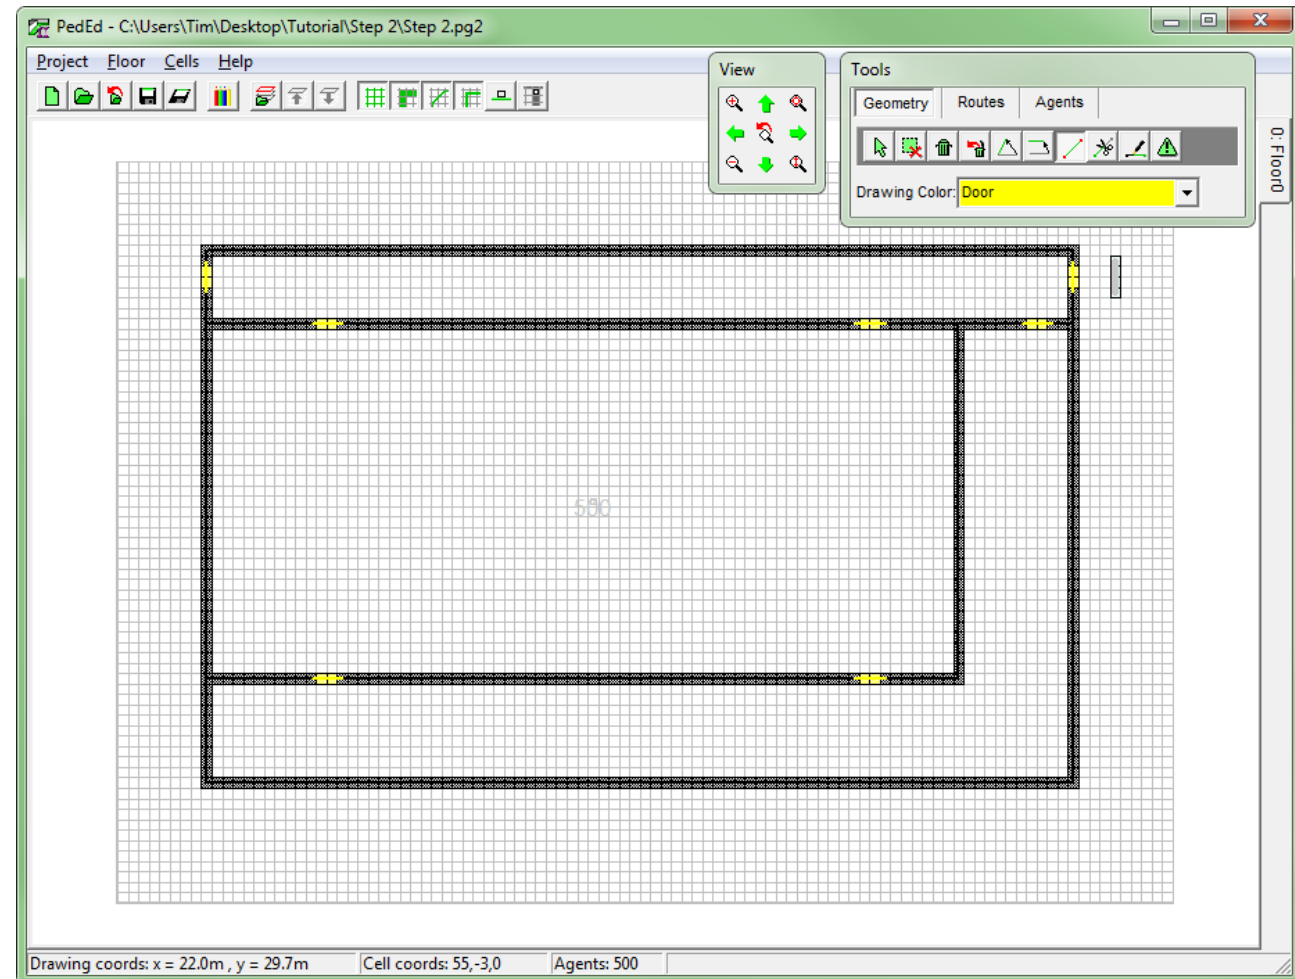 PedEd - C:\Users\Tim\Desktop\Tutorial\Step 2\Step 2.pg2
Project Floor Cells Help
View
Tools
Geometry Routes Agents
Drawing Color: Door
0: Floor0
Drawing coords: x = 22.0m , y = 29.7m Cell coords: 55,-3,0 Agents: 500